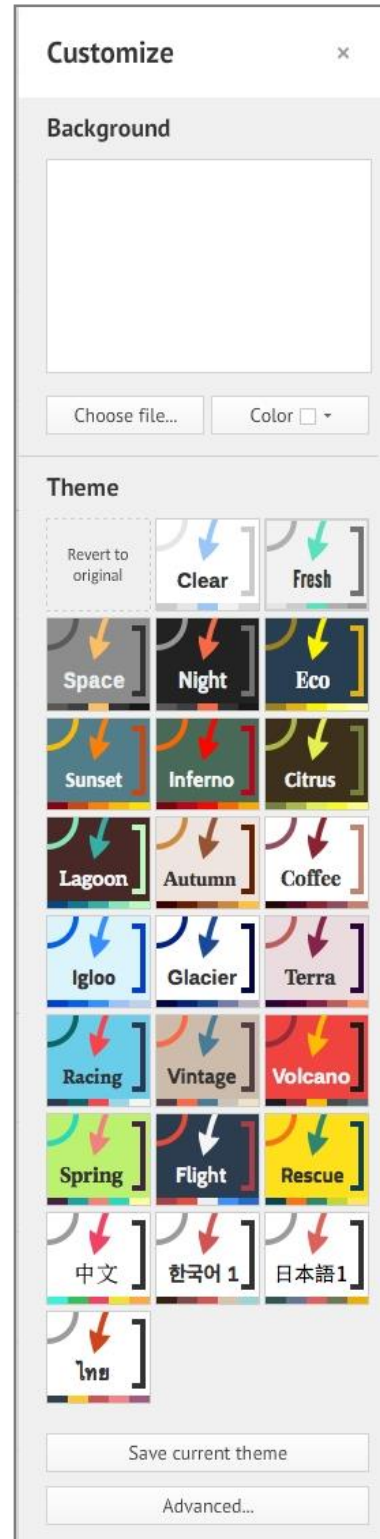 Customize ×
Background
Choose file... Color
Theme
Revert to
original
Clear
Fresh
Space
Night
Eco
Sunset
Inferno
Citrus
Lagoon
Autumn
Coffee
Igloo
Glacier
Terra
Racing
Vintage
Volcano
Spring
Flight
Rescue
中文
한국어 1
日本語1
ไทย
Save current theme
Advanced...